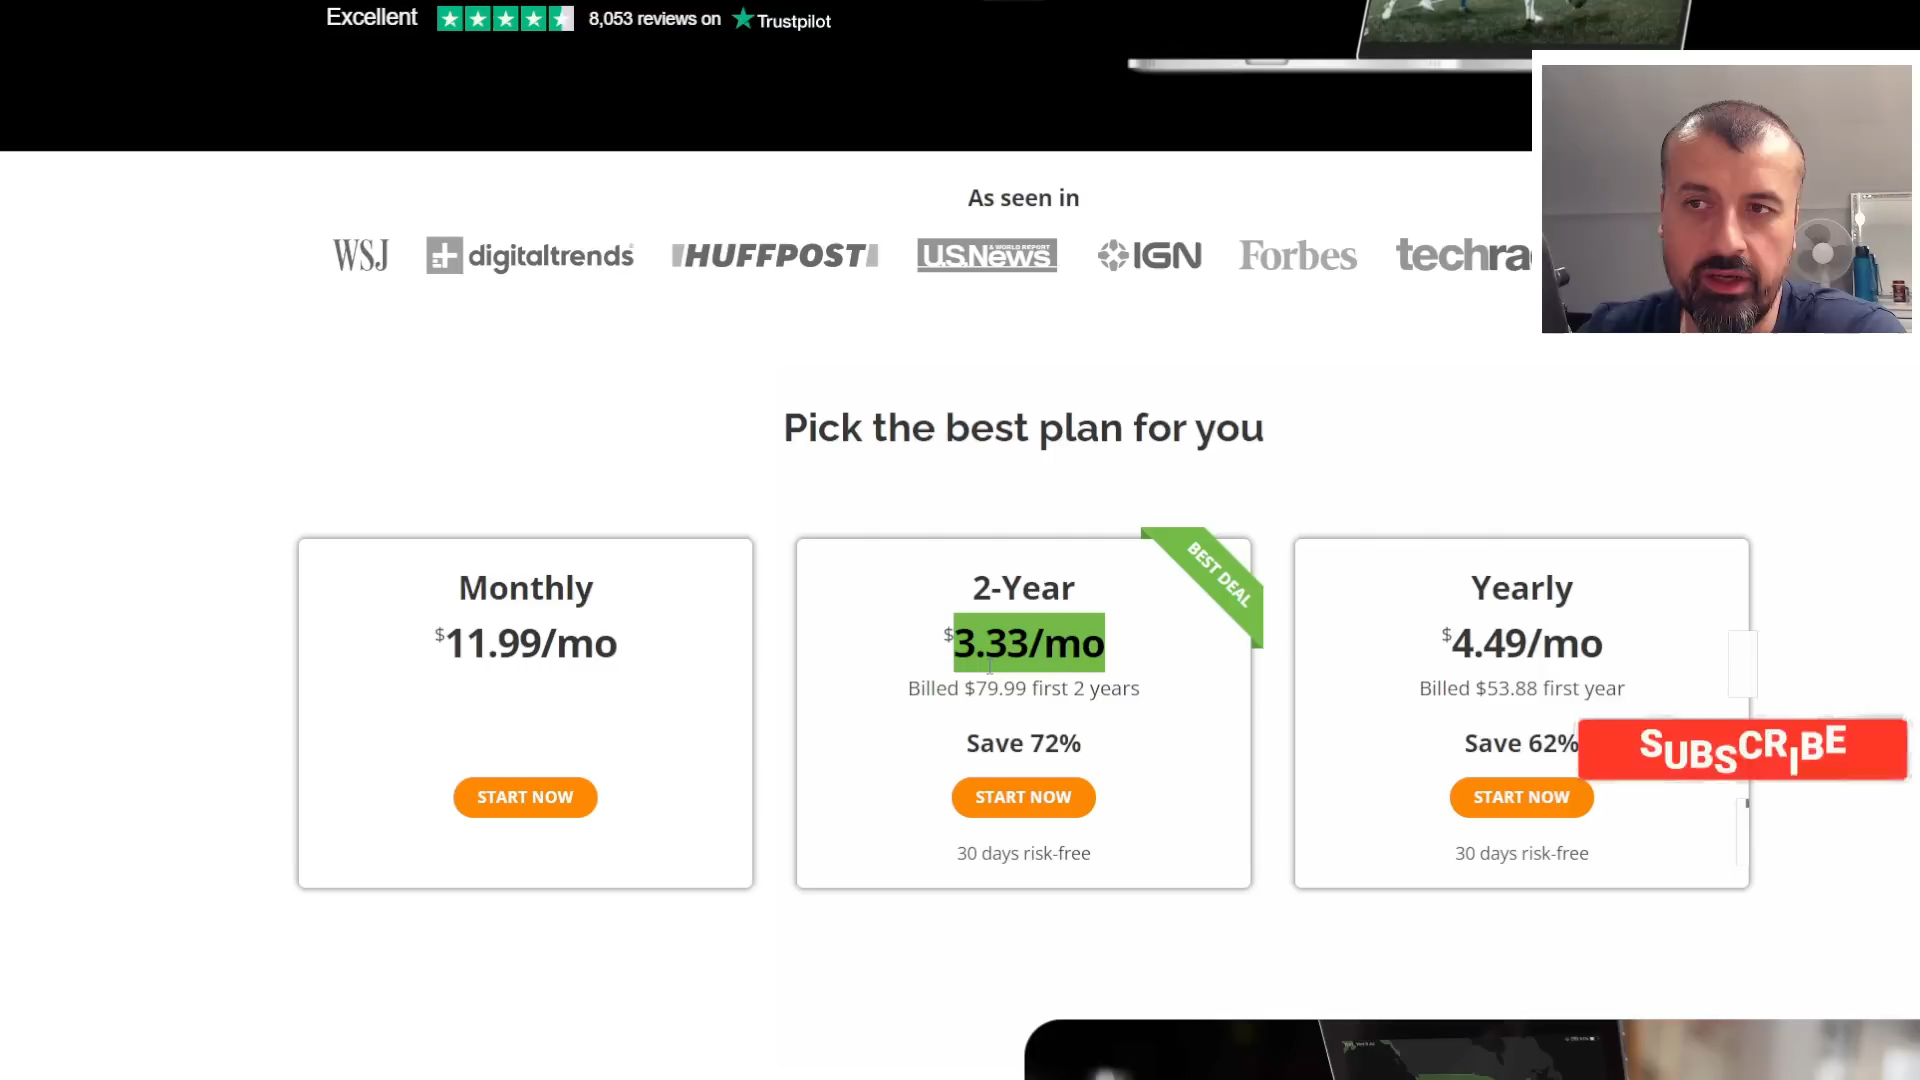 Excellent 8,053 reviews on Trustpilot
As seen in
WSJ digitaltrends HUFFPOST U.S.News & WORLD REPORT IGN Forbes techra
Pick the best plan for you
Monthly
$11.99/mo
START NOW
BEST DEAL
2-Year
$3.33/mo
Billed $79.99 first 2 years
Save 72%
START NOW
30 days risk-free
Yearly
$4.49/mo
Billed $53.88 first year
Save 62%
START NOW
30 days risk-free
SUBSCRIBE